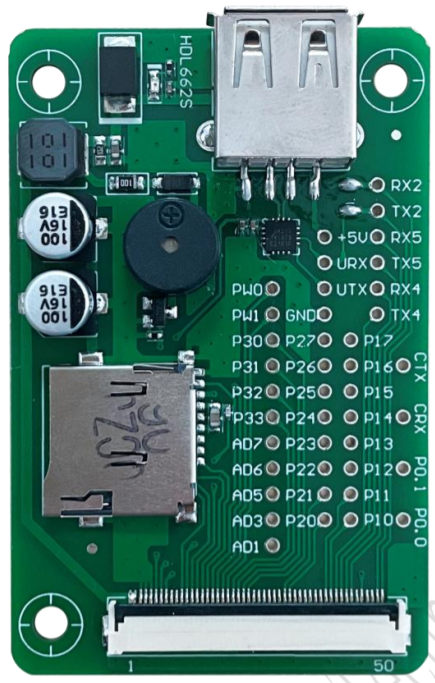 HDL662S
101
101
001
100
16V
E16
100
16V
E16
+
RX2
TX2
+5V RX5
URX TX5
PW0 UTX RX4
PW1 GND TX4
P30 P27 P17
P31 P26 P16 CTX
P32 P25 P15
P33 P24 P14 CRX
AD7 P23 P13
AD6 P22 P12 P0.1
AD5 P21 P11
AD3 P20 P10 P0.0
AD1
1 50